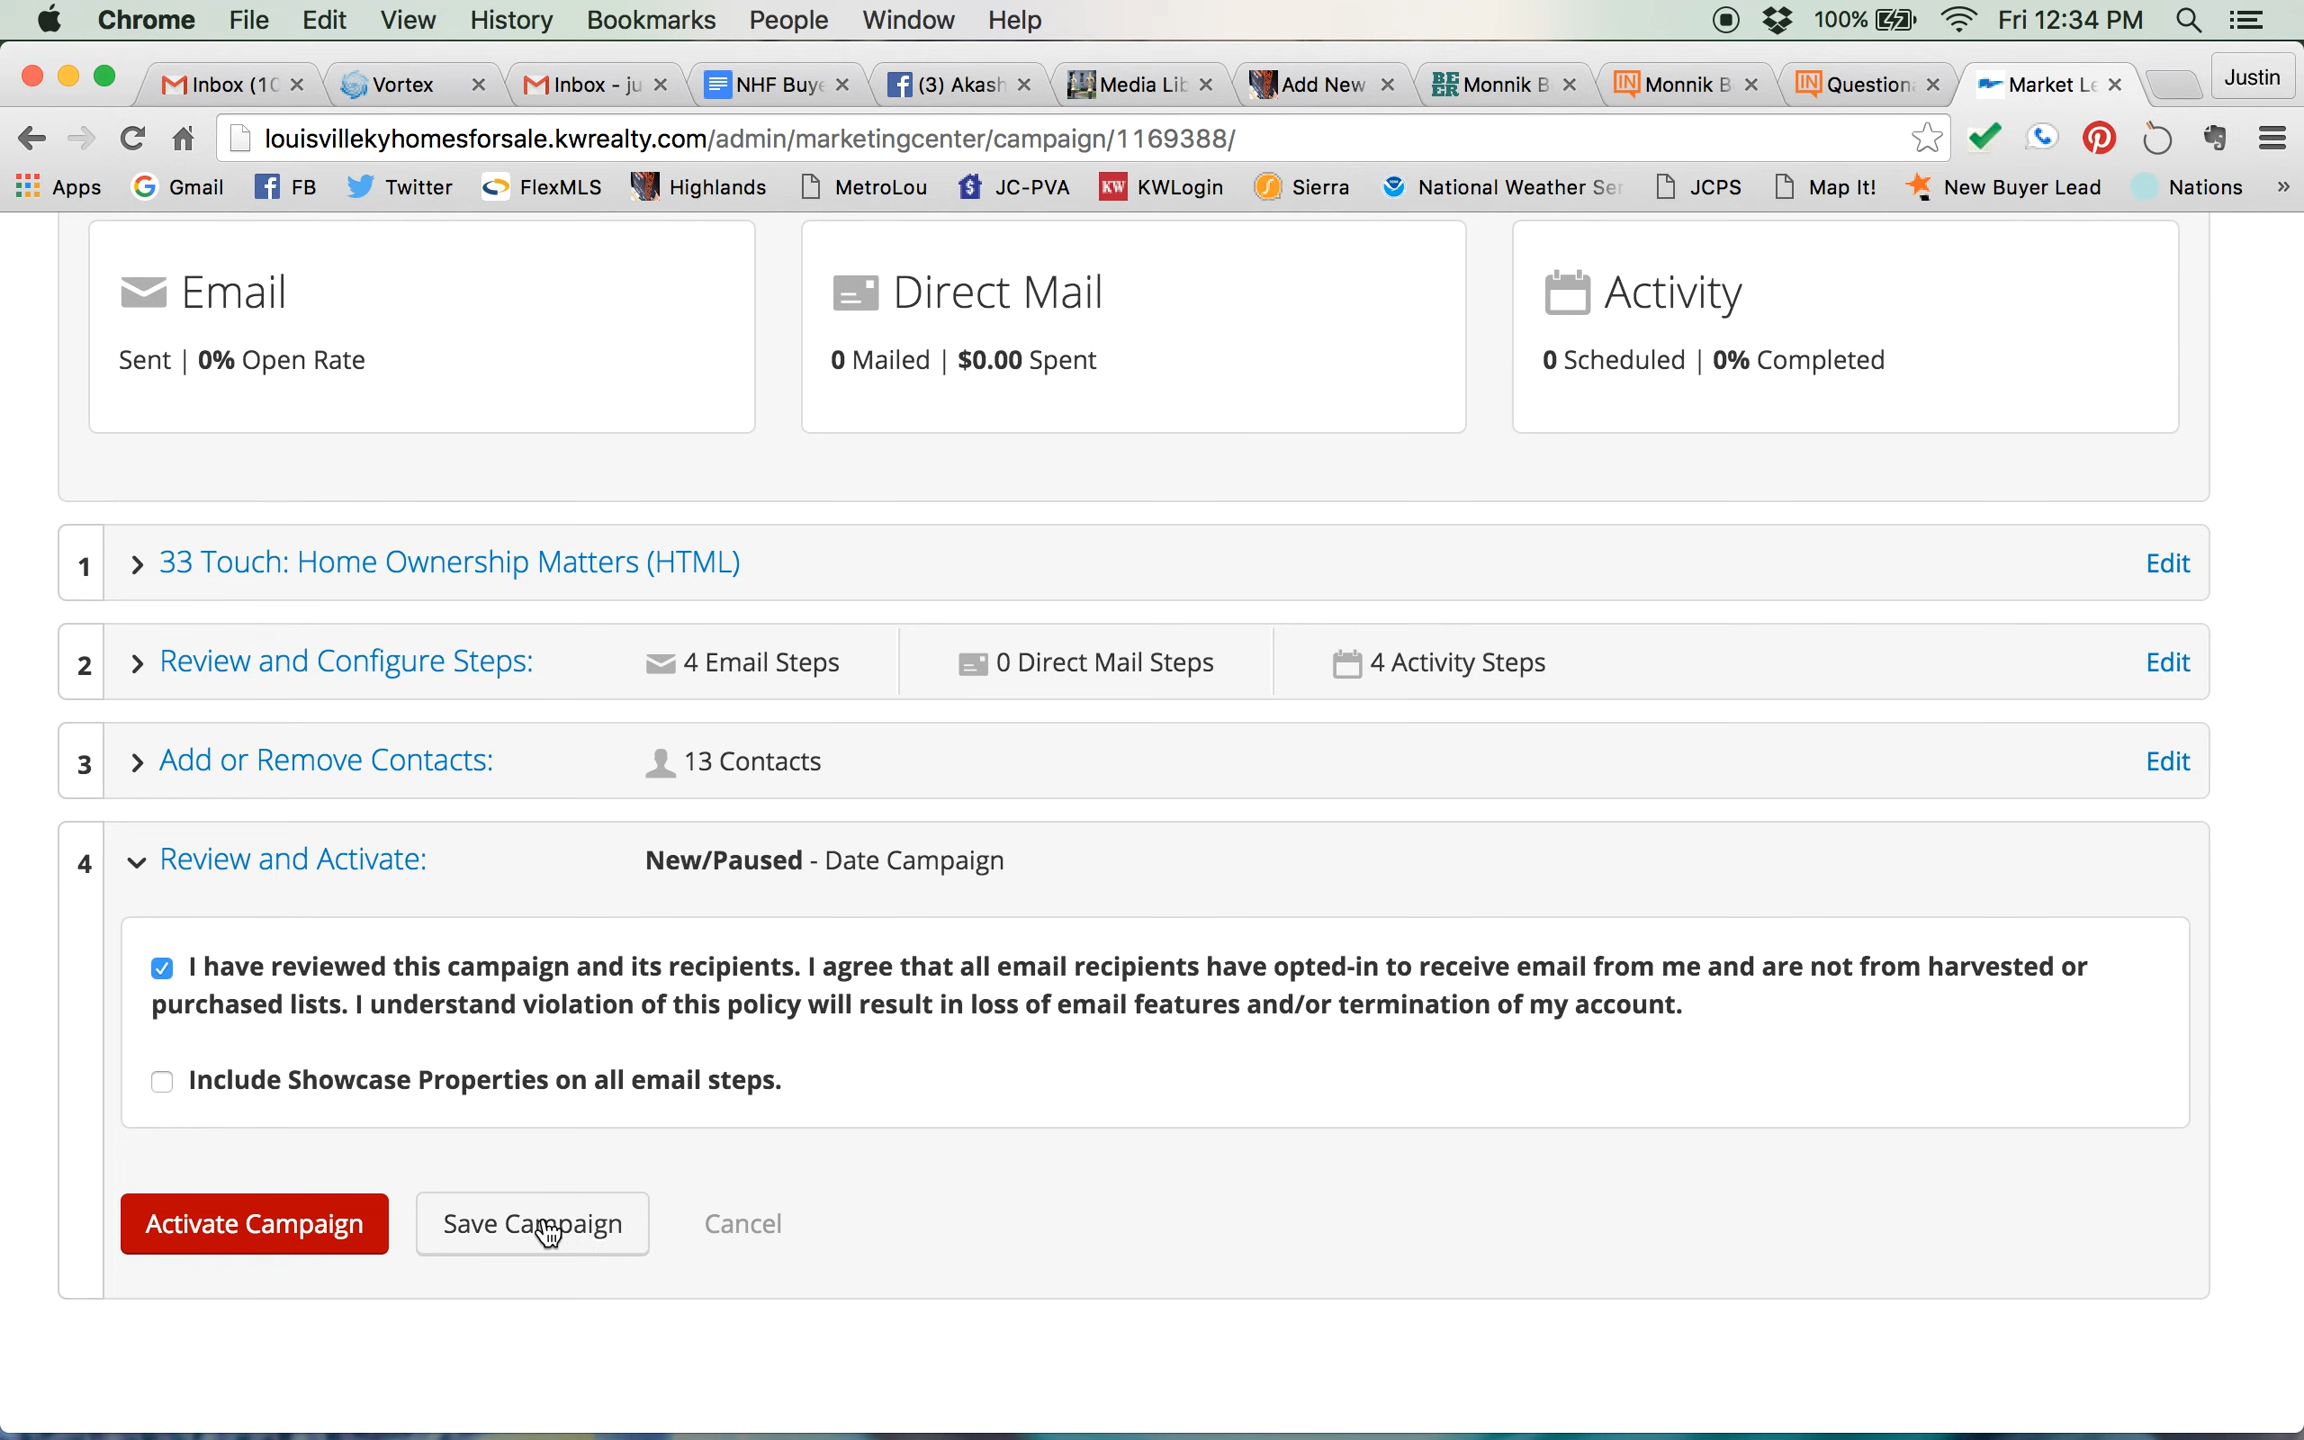 Chrome File Edit View History Bookmarks People Window Help 100% Fri 12:34 PM
Inbox (10 Vortex Inbox - ju NHF Buye (3) Akash Media Lib Add New Monnik B Monnik B Question Market Le Justin
louisvillekyhomesforsale.kwrealty.com/admin/marketingcenter/campaign/1169388/
Apps Gmail FB Twitter FlexMLS Highlands MetroLou JC-PVA KW KWLogin Sierra National Weather Ser JCPS Map It! New Buyer Lead Nations »
Email Direct Mail Activity
Sent | 0% Open Rate 0 Mailed | $0.00 Spent 0 Scheduled | 0% Completed
1 33 Touch: Home Ownership Matters (HTML) Edit
2 Review and Configure Steps: 4 Email Steps 0 Direct Mail Steps 4 Activity Steps Edit
3 Add or Remove Contacts: 13 Contacts Edit
4 Review and Activate: New/Paused - Date Campaign
I have reviewed this campaign and its recipients. I agree that all email recipients have opted-in to receive email from me and are not from harvested or
purchased lists. I understand violation of this policy will result in loss of email features and/or termination of my account.
Include Showcase Properties on all email steps.
Activate Campaign Save Campaign Cancel